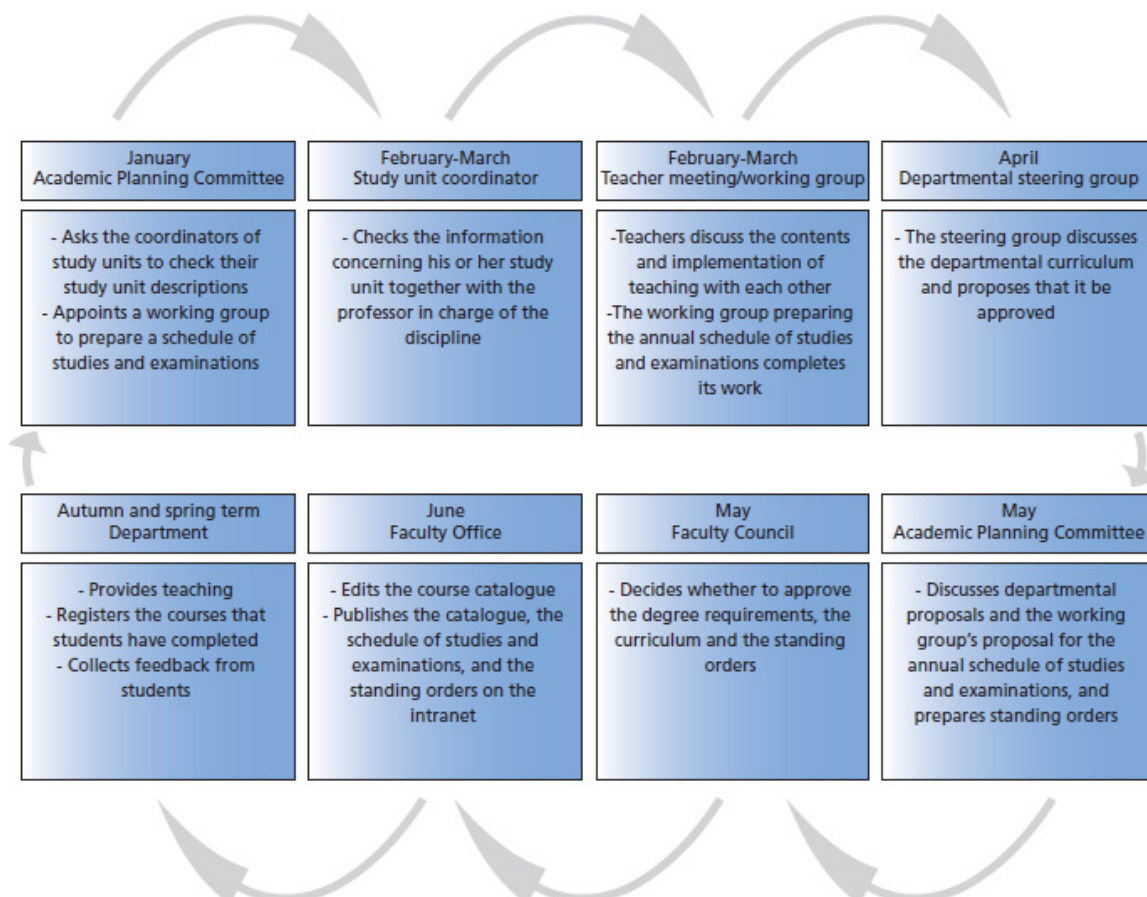 January
Academic Planning Committee
- Asks the coordinators of
study units to check their
study unit descriptions
- Appoints a working group
to prepare a schedule of
studies and examinations
February-March
Study unit coordinator
- Checks the information
concerning his or her study
unit together with the
professor in charge of the
discipline
February-March
Teacher meeting/working group
-Teachers discuss the contents
and implementation of
teaching with each other
-The working group preparing
the annual schedule of studies
and examinations completes
its work
April
Departmental steering group
- The steering group discusses
the departmental curriculum
and proposes that it be
approved
May
Academic Planning Committee
- Discusses departmental
proposals and the working
group's proposal for the
annual schedule of studies
and examinations, and
prepares standing orders
May
Faculty Council
- Decides whether to approve
the degree requirements, the
curriculum and the standing
orders
June
Faculty Office
- Edits the course catalogue
- Publishes the catalogue, the
schedule of studies and
examinations, and the
standing orders on the
intranet
Autumn and spring term
Department
- Provides teaching
- Registers the courses that
students have completed
- Collects feedback from
students